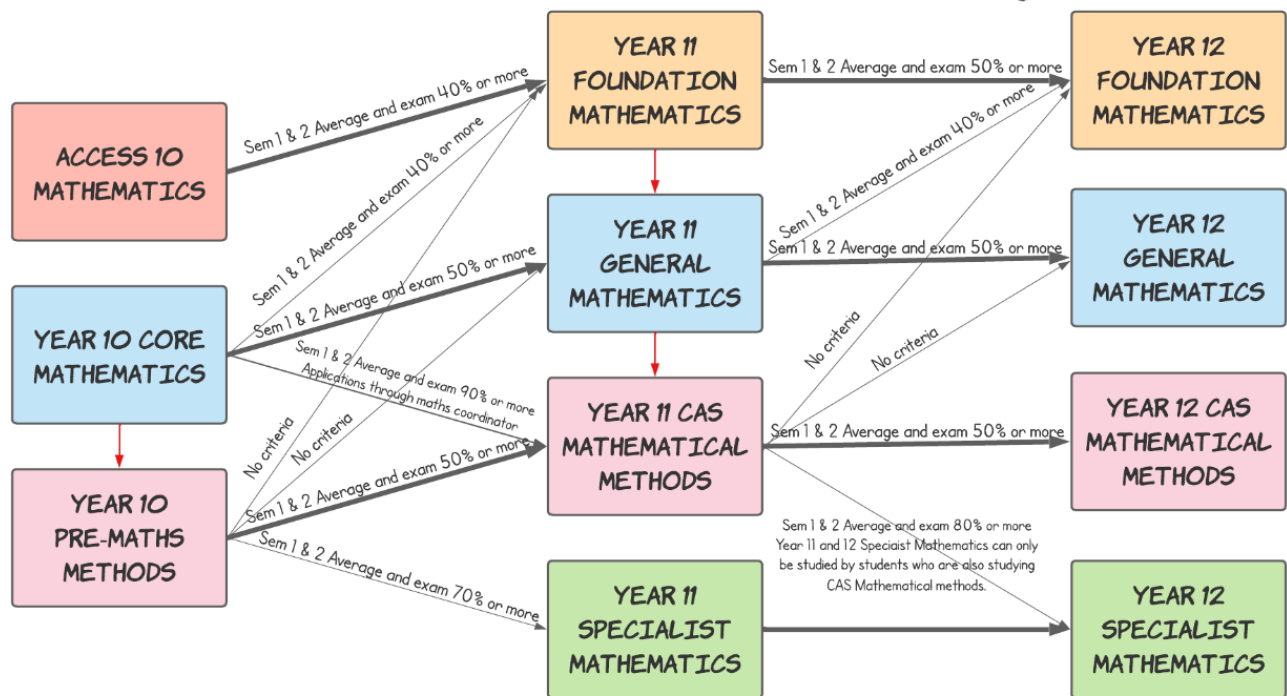 YEAR 11
FOUNDATION
MATHEMATICS
Sem 1 & 2 Average and exam 50% or more
YEAR 12
FOUNDATION
MATHEMATICS
ACCESS 10
MATHEMATICS
Sem 1 & 2 Average and exam 40% or more
Sem 1 & 2 Average and exam 40% or more
Sem 1 & 2 Average and exam 40% or more
YEAR 11
GENERAL
MATHEMATICS
Sem 1 & 2 Average and exam 50% or more
YEAR 12
GENERAL
MATHEMATICS
YEAR 10 CORE
MATHEMATICS
Sem 1 & 2 Average and exam 50% or more
Sem 1 & 2 Average and exam 90% or more
Applications through maths coordinator
No criteria
No criteria
No criteria
No criteria
YEAR 11 CAS
MATHEMATICAL
METHODS
Sem 1 & 2 Average and exam 50% or more
YEAR 12 CAS
MATHEMATICAL
METHODS
YEAR 10
PRE-MATHS
METHODS
Sem 1 & 2 Average and exam 50% or more
Sem 1 & 2 Average and exam 70% or more
Sem 1 & 2 Average and exam 80% or more
Year 11 and 12 Speciaist Mathematics can only
be studied by students who are also studying
CAS Mathematical methods.
YEAR 11
SPECIALIST
MATHEMATICS
YEAR 12
SPECIALIST
MATHEMATICS